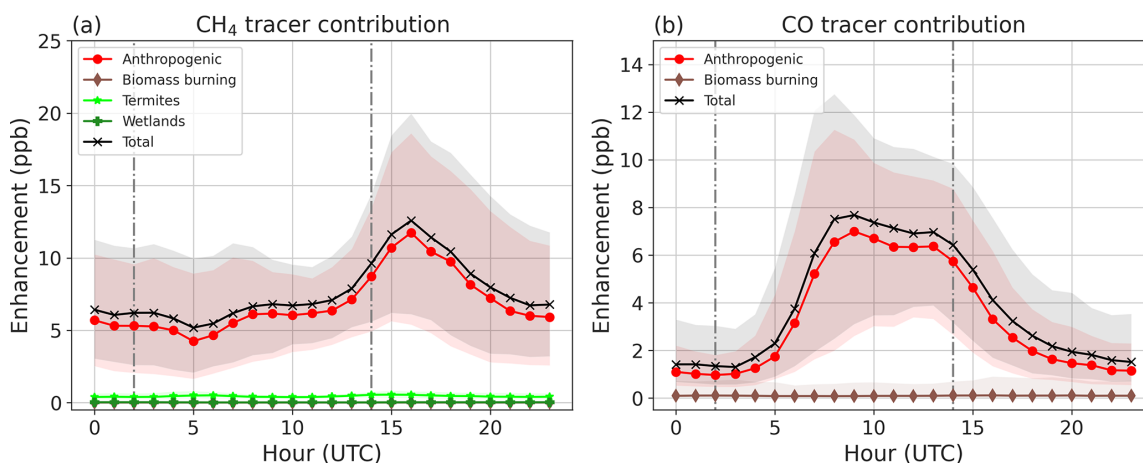 (a)
CH₄ tracer contribution
25
20
15
10
5
0
Enhancement (ppb)
Anthropogenic
Biomass burning
Termites
Wetlands
Total
0 5 10 15 20
Hour (UTC)
(b)
CO tracer contribution
14
12
10
8
6
4
2
0
Enhancement (ppb)
Anthropogenic
Biomass burning
Total
0 5 10 15 20
Hour (UTC)